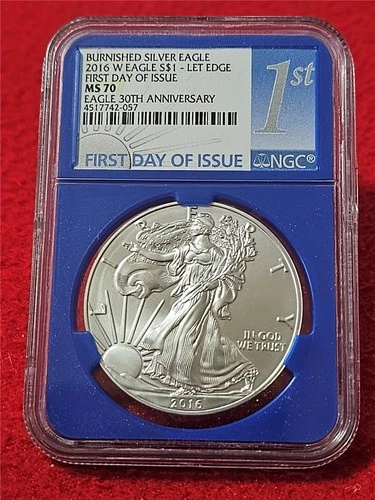 BURNISHED SILVER EAGLE
2016 W EAGLE S$1 - LET EDGE
FIRST DAY OF ISSUE
MS 70
EAGLE 30TH ANNIVERSARY
4517742-057
1st
FIRST DAY OF ISSUE
NGC®
L E T Y
IN GOD
WE TRUST
2016